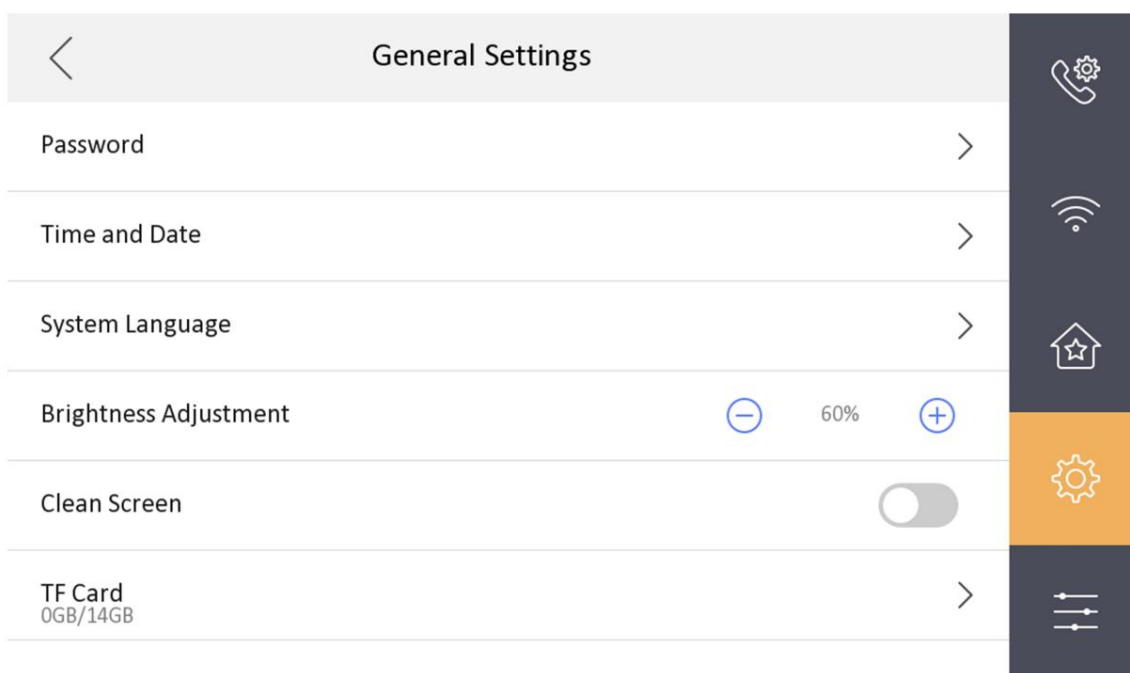 General Settings
Password
Time and Date
System Language
Brightness Adjustment
60%
Clean Screen
TF Card
0GB/14GB